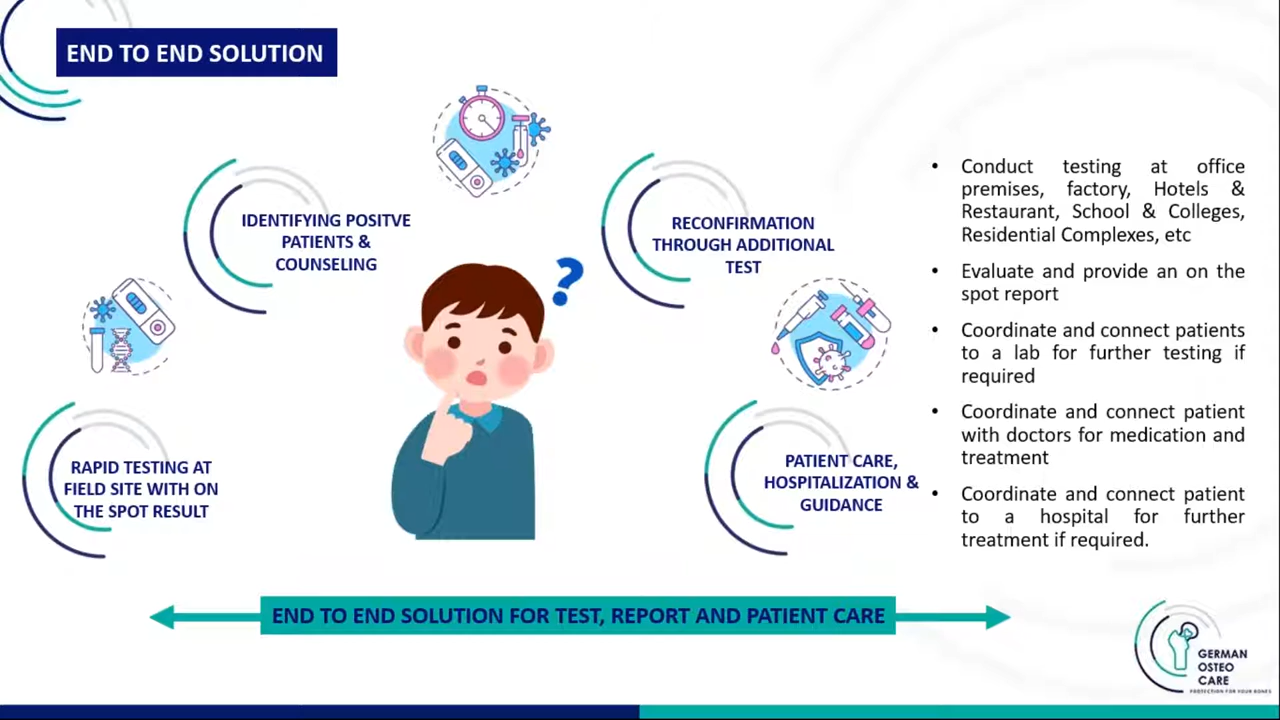 END TO END SOLUTION
IDENTIFYING POSITVE
PATIENTS &
COUNSELING
RECONFIRMATION
THROUGH ADDITIONAL
TEST
?
RAPID TESTING AT
FIELD SITE WITH ON
THE SPOT RESULT
PATIENT CARE,
HOSPITALIZATION &
GUIDANCE
• Conduct testing at office
premises, factory, Hotels &
Restaurant, School & Colleges,
Residential Complexes, etc
• Evaluate and provide an on the
spot report
• Coordinate and connect patients
to a lab for further testing if
required
• Coordinate and connect patient
with doctors for medication and
treatment
• Coordinate and connect patient
to a hospital for further
treatment if required.
END TO END SOLUTION FOR TEST, REPORT AND PATIENT CARE
GERMAN
OSTEO
CARE
PROTECTION FOR YOUR BONES